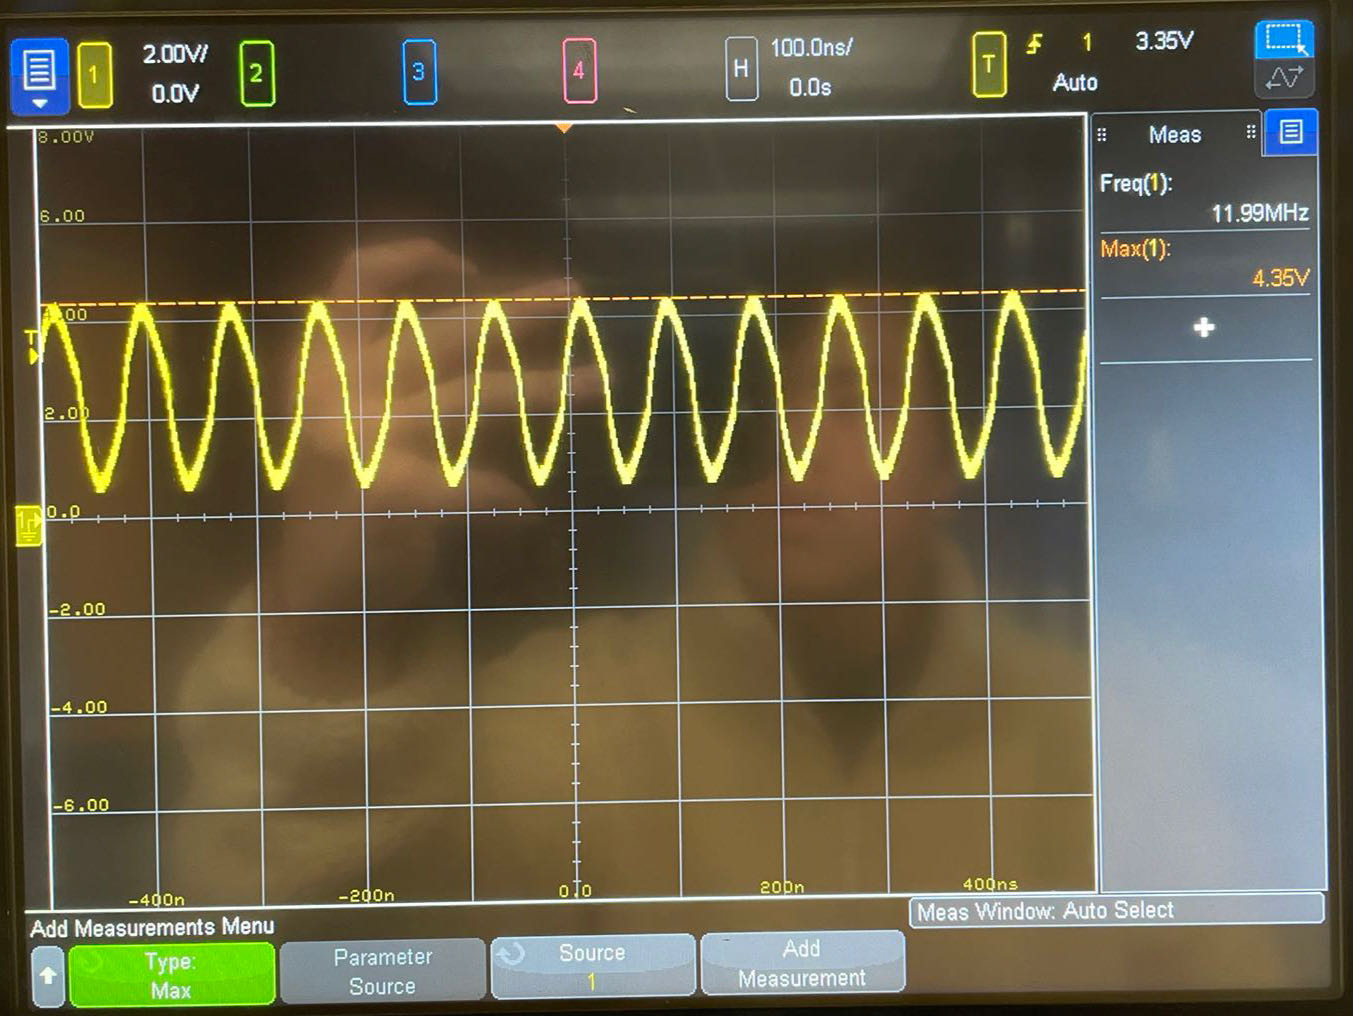 1
2.00V/
0.0V
2
3
4
H
100.0ns/
0.0s
T
1
3.35V
Auto
Meas
Freq(1):
11.99MHz
Max(1):
4.35V
8.00V
6.00
4.00
2.00
0.0
-2.00
-4.00
-6.00
T
1
-400n
-200n
0.0
200n
400ns
Meas Window: Auto Select
Add Measurements Menu
Type:
Max
Parameter
Source
Source
1
Add
Measurement